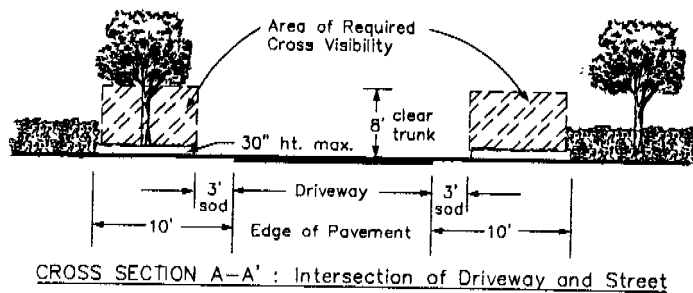 Area of Required
Cross Visibility
8'
clear
trunk
30" ht. max.
3'
sod
Driveway
3'
sod
10'
Edge of Pavement
10'
CROSS SECTION A-A' : Intersection of Driveway and Street